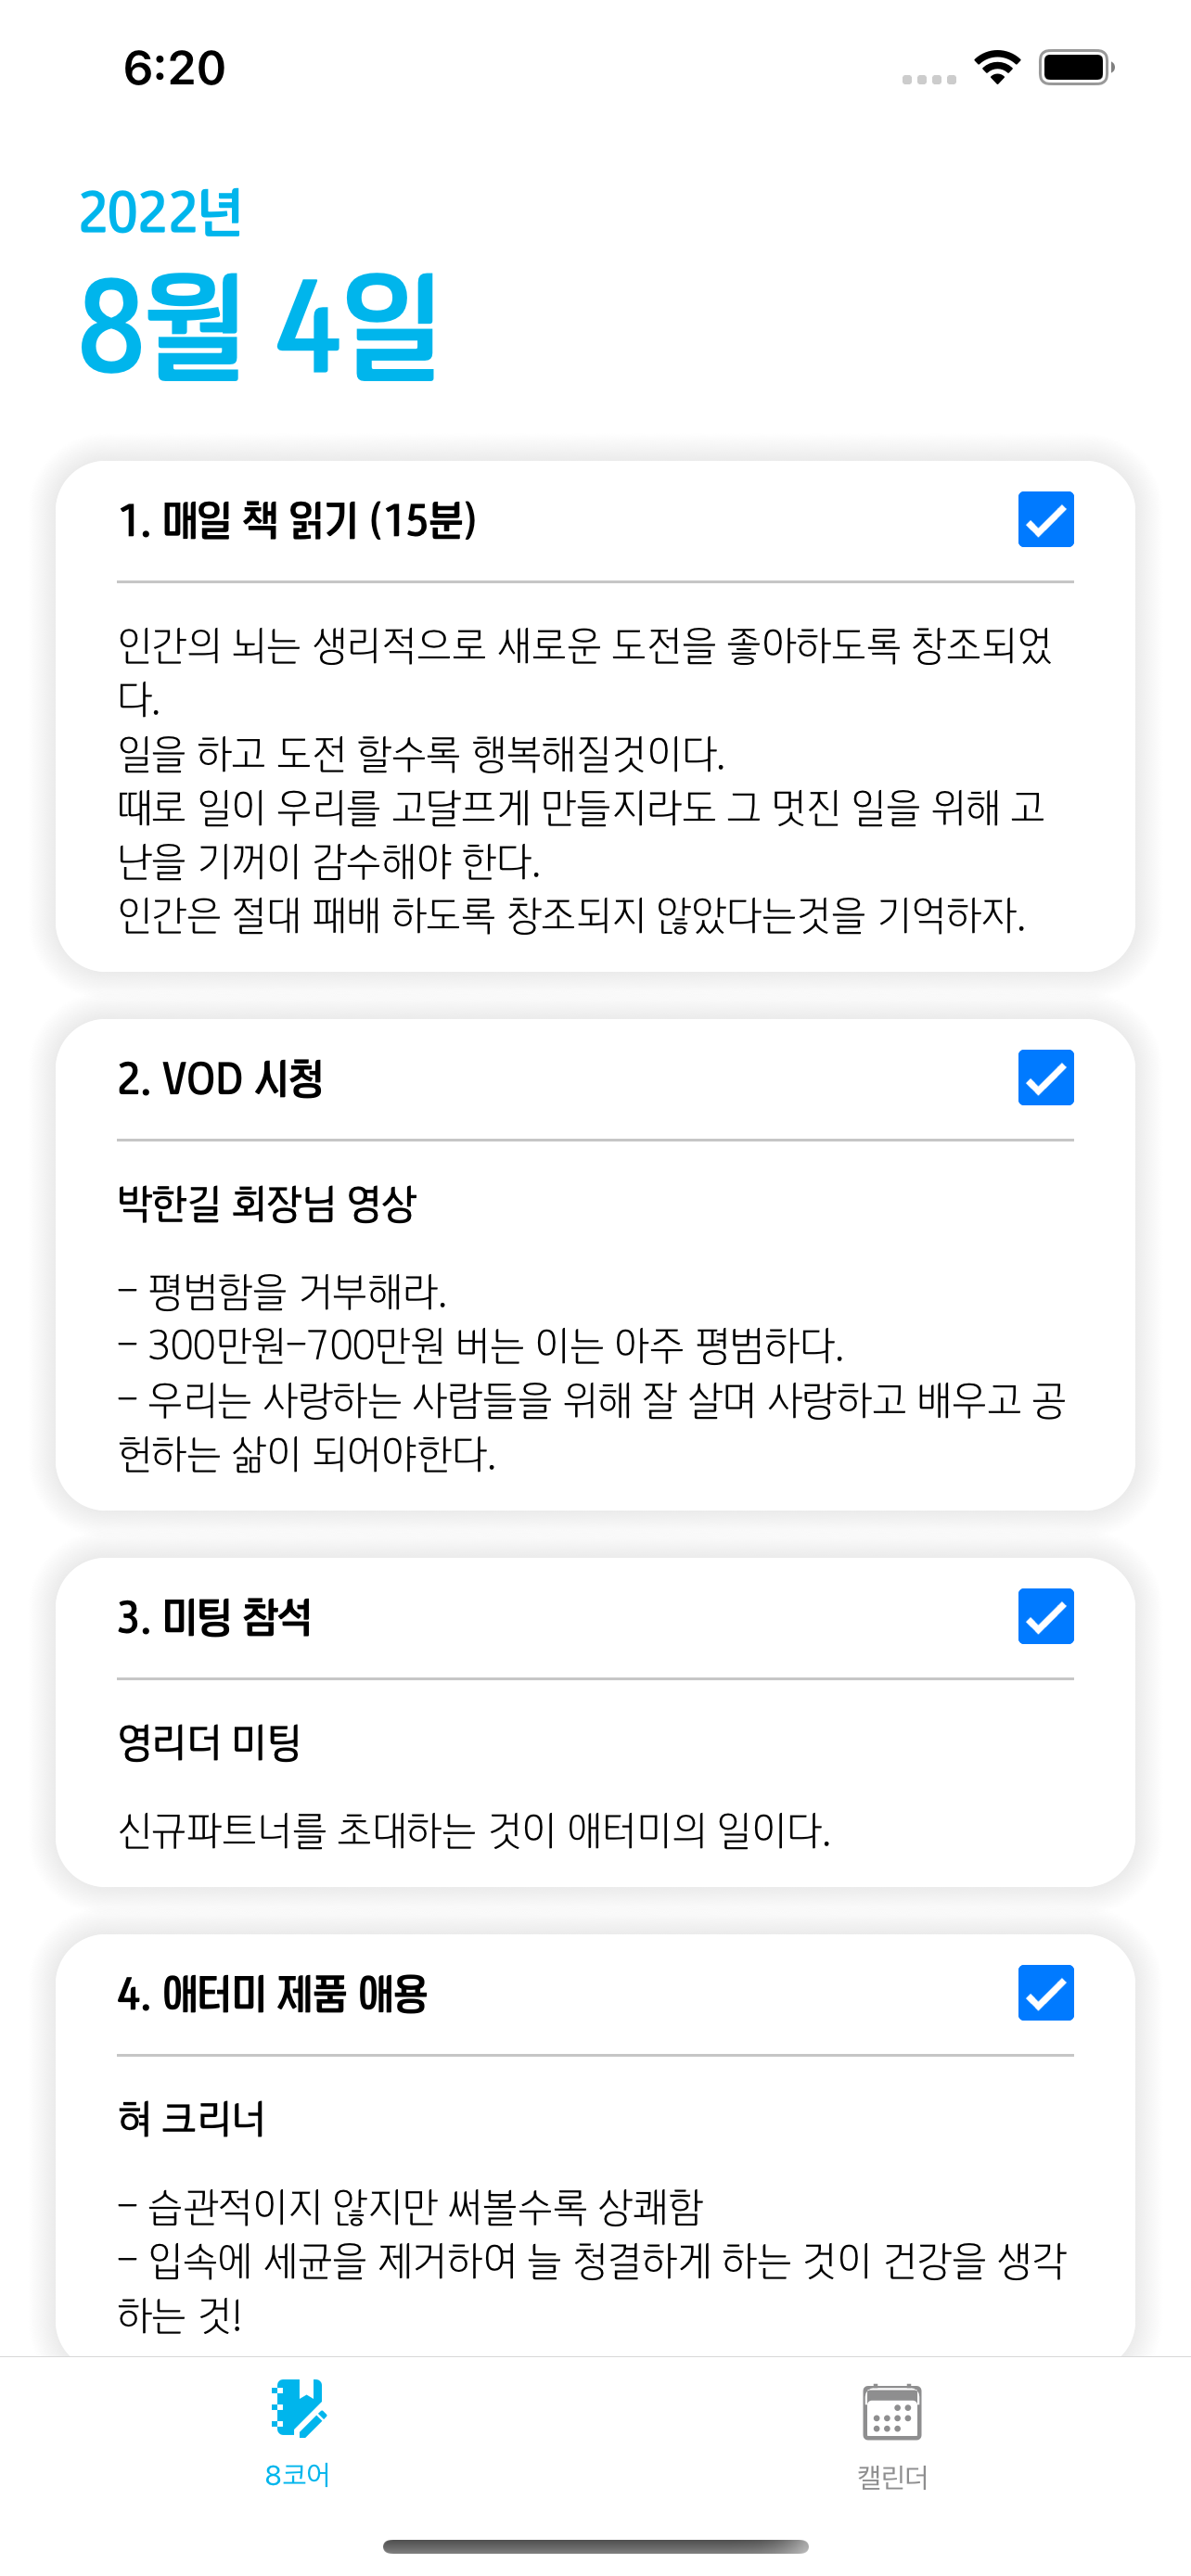 6:20
2022년
8월 4일
1. 매일 책 읽기 (15분)
인간의 뇌는 생리적으로 새로운 도전을 좋아하도록 창조되었
다.
일을 하고 도전 할수록 행복해질것이다.
때로 일이 우리를 고달프게 만들지라도 그 멋진 일을 위해 고
난을 기꺼이 감수해야 한다.
인간은 절대 패배 하도록 창조되지 않았다는것을 기억하자.
2. VOD 시청
박한길 회장님 영상
- 평범함을 거부해라.
- 300만원-700만원 버는 이는 아주 평범하다.
- 우리는 사랑하는 사람들을 위해 잘 살며 사랑하고 배우고 공
헌하는 삶이 되어야한다.
3. 미팅 참석
영리더 미팅
신규파트너를 초대하는 것이 애터미의 일이다.
4. 애터미 제품 애용
혀 크리너
- 습관적이지 않지만 써볼수록 상쾌함
- 입속에 세균을 제거하여 늘 청결하게 하는 것이 건강을 생각
하는 것!
8코어
캘린더